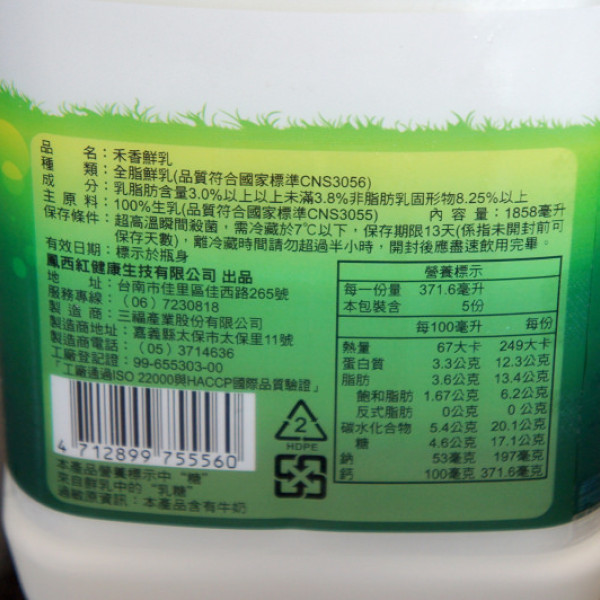 品 名：禾香鮮乳
種 類：全脂鮮乳(品質符合國家標準CNS3056)
成 分：乳脂肪含量3.0%以上以上未滿3.8%非脂肪乳固形物8.25%以上
主 原 料：100%生乳(品質符合國家標準CNS3055) 內 容 量：1858毫升
保存條件：超高溫瞬間殺菌，需冷藏於7℃以下，保存期限13天(係指未開封前可
保存天數)，離冷藏時間請勿超過半小時，開封後應盡速飲用完畢。
有效日期：標示於瓶身
鳳西紅健康生技有限公司 出品
地 址：台南市佳里區佳西路265號
服務專線：（06）7230818
製 造 商：三福產業股份有限公司
製造商地址：嘉義縣太保市太保里11號
製造商電話：（05）3714636
工廠登記證：99-655303-00
「工廠通過ISO 22000與HACCP國際品質驗證」
4 712899 755560
本產品營養標示中“糖”
來自鮮乳中的“乳糖”
過敏原資訊：本產品含有牛奶
2
HDPE
營養標示
每一份量 371.6毫升
本包裝含 5份
每100毫升 每份
熱量 67大卡 249大卡
蛋白質 3.3公克 12.3公克
脂肪 3.6公克 13.4公克
飽和脂肪 1.67公克 6.2公克
反式脂肪 0公克 0 公克
碳水化合物 5.4公克 20.1公克
糖 4.6公克 17.1公克
鈉 53毫克 197毫克
鈣 100毫克 371.6毫克